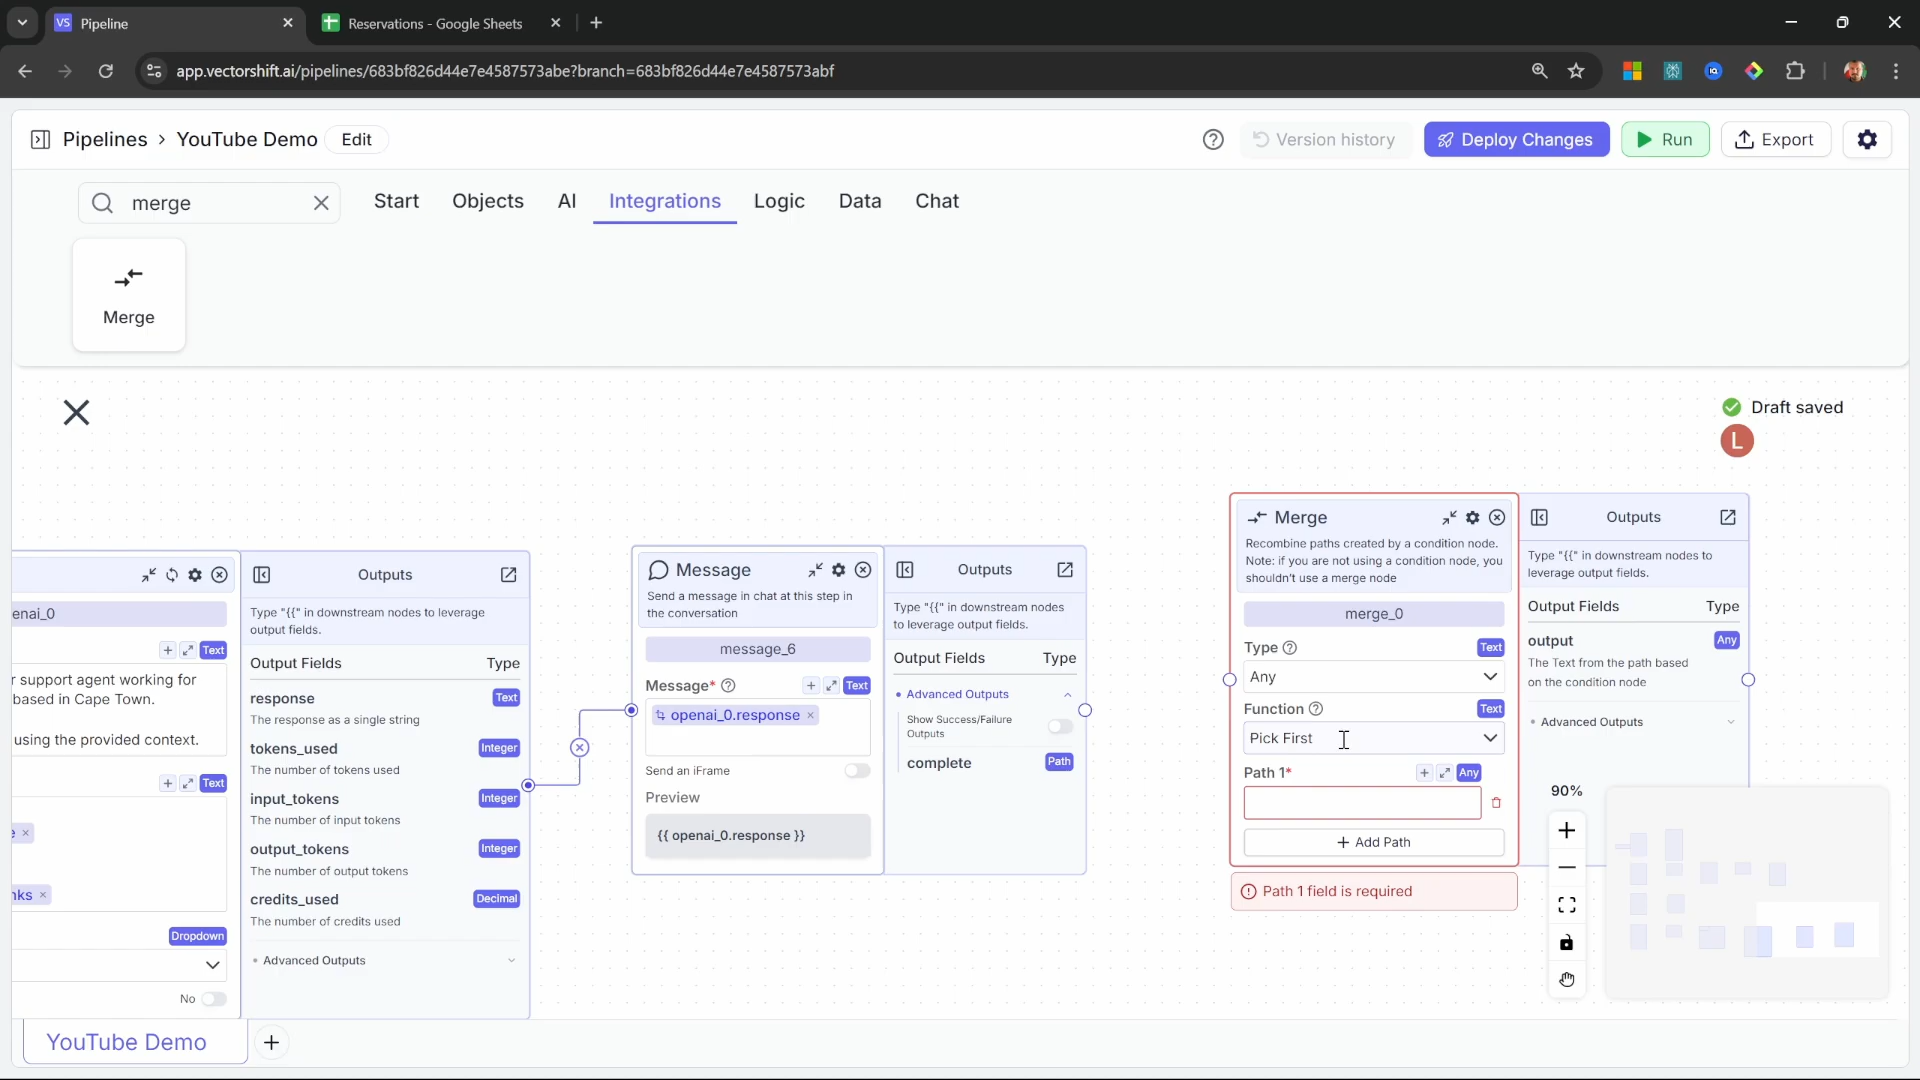 VS Pipeline
Reservations - Google Sheets
app.vectorshift.ai/pipelines/683bf826d44e7e4587573abe?branch=683bf826d44e7e4587573abf
Pipelines > YouTube Demo
Edit
Version history
Deploy Changes
Run
Export
merge
Start
Objects
AI
Integrations
Logic
Data
Chat
Merge
Draft saved
L
enai_0
Text
r support agent working for
based in Cape Town.
using the provided context.
Text
nks ×
Dropdown
No
Outputs
Type "{{" in downstream nodes to leverage
output fields.
Output Fields Type
response Text
The response as a single string
tokens_used Integer
The number of tokens used
input_tokens Integer
The number of input tokens
output_tokens Integer
The number of output tokens
credits_used Decimal
The number of credits used
Advanced Outputs
Message
Send a message in chat at this step in
the conversation
message_6
Message* Text
openai_0.response ×
Send an iFrame
Preview
{{ openai_0.response }}
Outputs
Type "{{" in downstream nodes
to leverage output fields.
Output Fields Type
Advanced Outputs
Show Success/Failure
Outputs
complete Path
Merge
Recombine paths created by a condition node.
Note: if you are not using a condition node, you
shouldn't use a merge node
merge_0
Type Text
Any
Function Text
Pick First
Path 1* Any
+ Add Path
Path 1 field is required
Outputs
Type "{{" in downstream nodes to
leverage output fields.
Output Fields Type
output Any
The Text from the path based
on the condition node
Advanced Outputs
90%
YouTube Demo